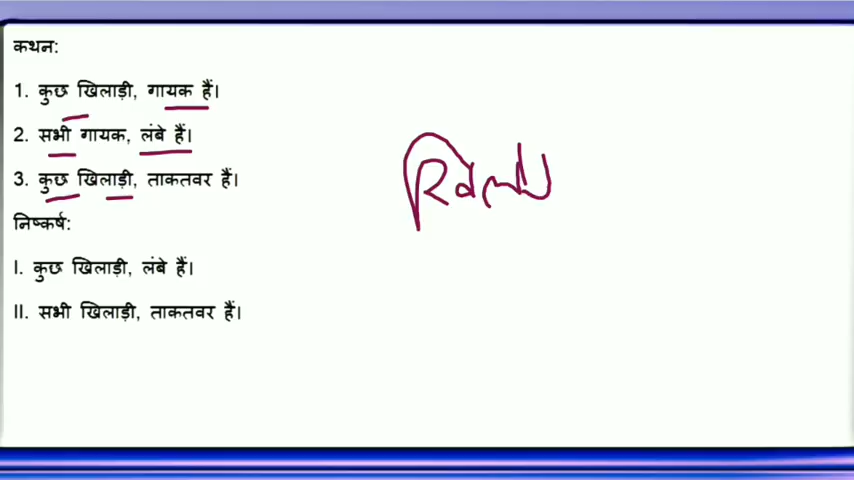 कथन:
1. कुछ खिलाड़ी, गायक हैं।
2. सभी गायक, लंबे हैं।
3. कुछ खिलाड़ी, ताकतवर हैं।
निष्कर्ष:
I. कुछ खिलाड़ी, लंबे हैं।
II. सभी खिलाड़ी, ताकतवर हैं।